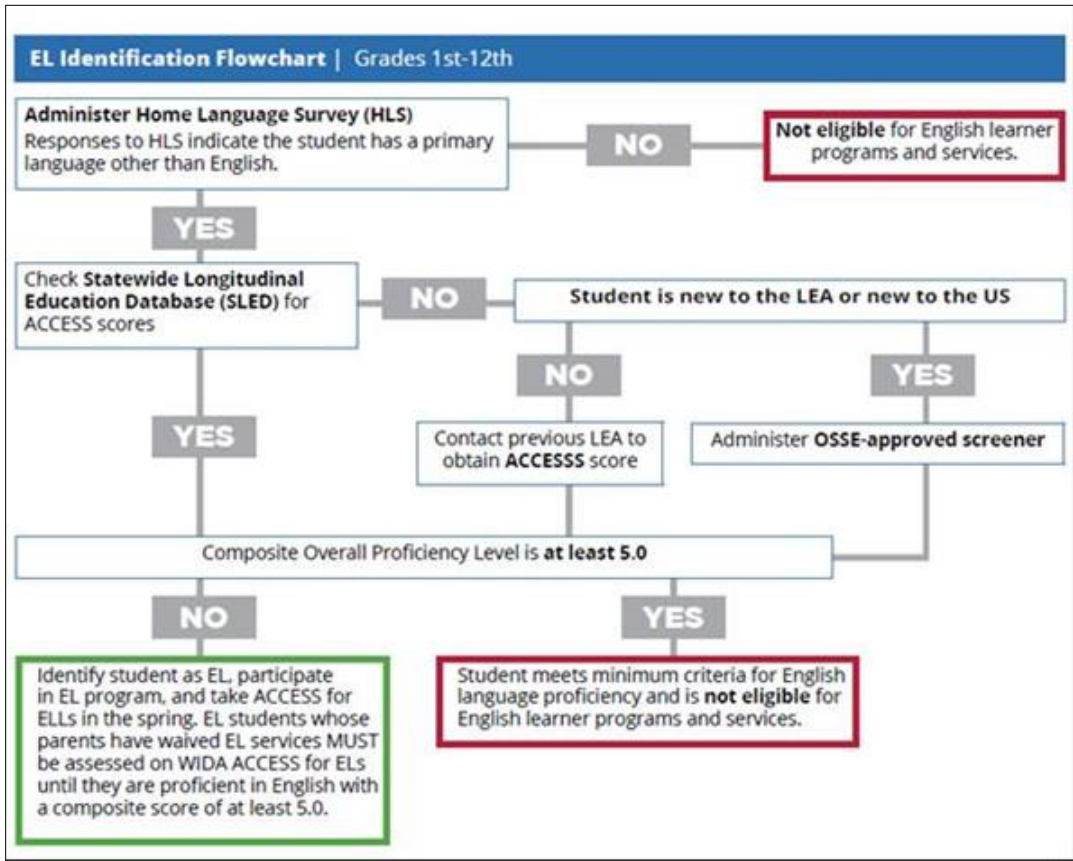 EL Identification Flowchart | Grades 1st-12th
Administer Home Language Survey (HLS)
Responses to HLS indicate the student has a primary
language other than English.
NO
Not eligible for English learner
programs and services.
YES
Check Statewide Longitudinal
Education Database (SLED) for
ACCESS scores
NO
Student is new to the LEA or new to the US
YES
NO
YES
Contact previous LEA to
obtain ACCESSS score
Administer OSSE-approved screener
Composite Overall Proficiency Level is at least 5.0
NO
YES
Identify student as EL, participate
in EL program, and take ACCESS for
ELLs in the spring. EL students whose
parents have waived EL services MUST
be assessed on WIDA ACCESS for ELs
until they are proficient in English with
a composite score of at least 5.0.
Student meets minimum criteria for English
language proficiency and is not eligible for
English learner programs and services.